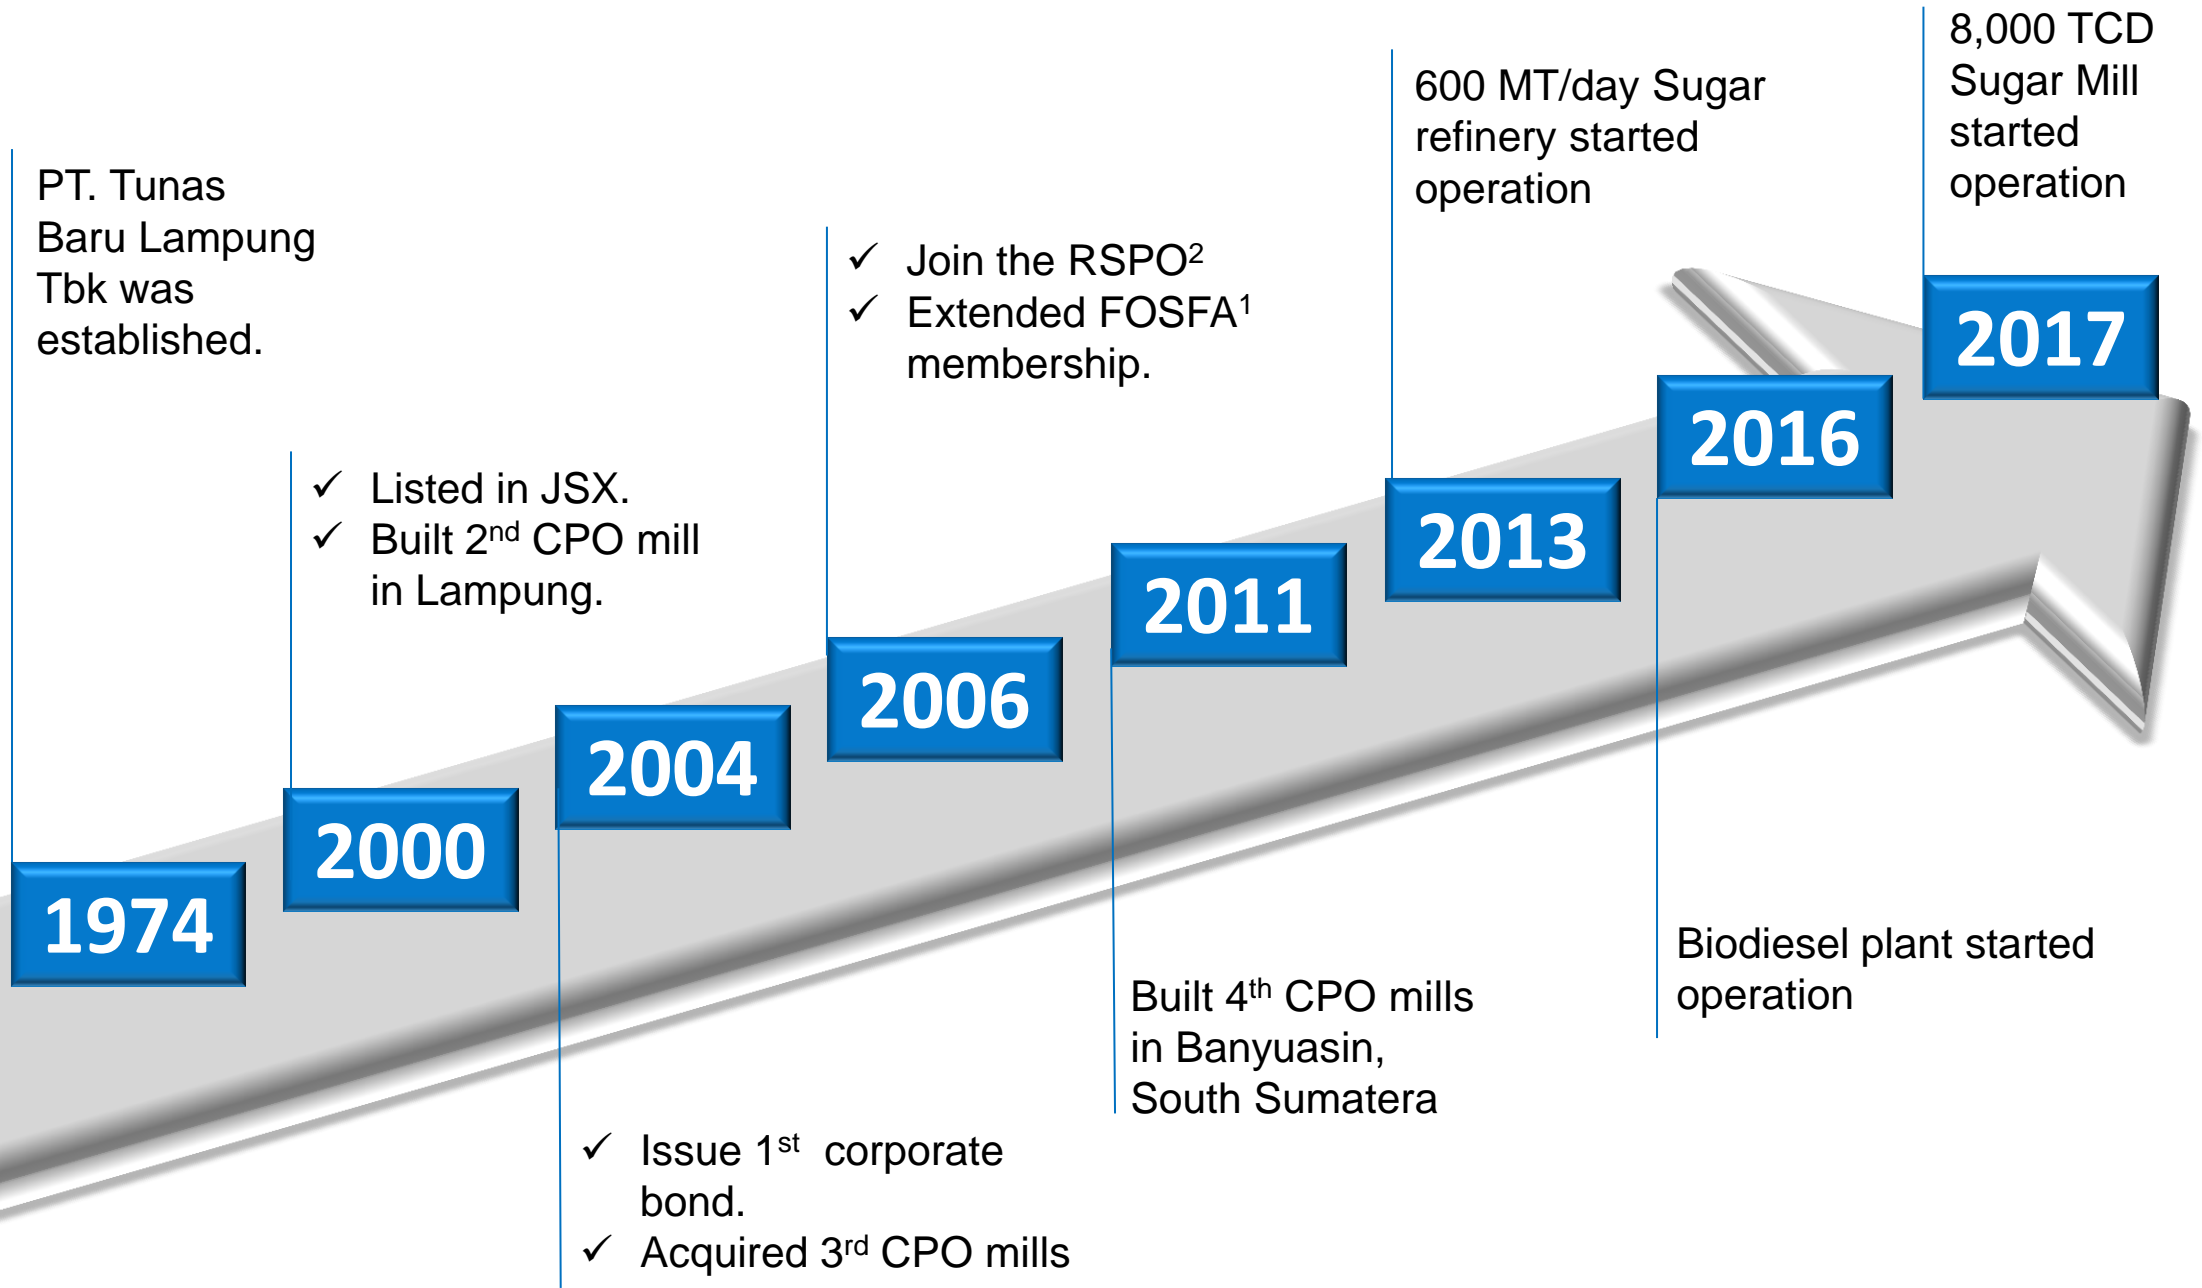 PT. Tunas
Baru Lampung
Tbk was
established.
1974
✓ Listed in JSX.
✓ Built 2nd CPO mill
in Lampung.
2000
2004
✓ Issue 1st corporate
bond.
✓ Acquired 3rd CPO mills
✓ Join the RSPO2
✓ Extended FOSFA1
membership.
2006
2011
Built 4th CPO mills
in Banyuasin,
South Sumatera
600 MT/day Sugar
refinery started
operation
2013
2016
Biodiesel plant started
operation
8,000 TCD
Sugar Mill
started
operation
2017